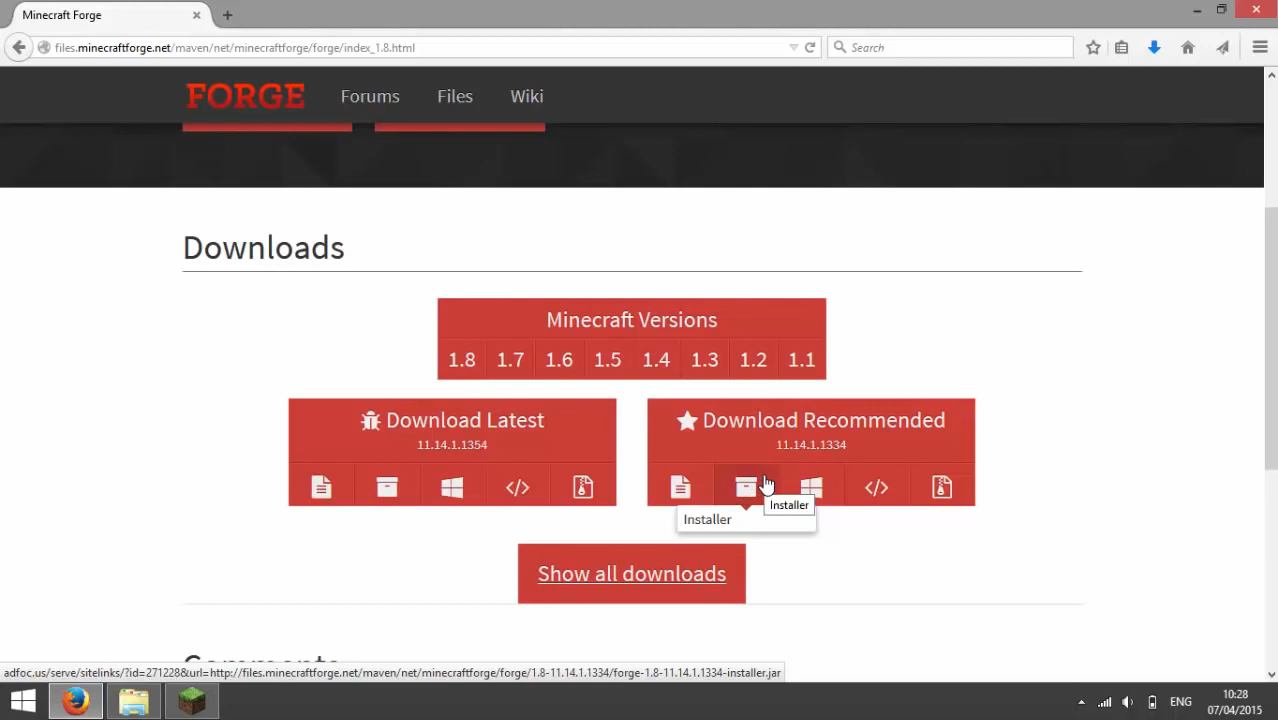 Minecraft Forge
files.minecraftforge.net/maven/net/minecraftforge/forge/index_1.8.html
Search
FORGE
Forums
Files
Wiki
Downloads
Minecraft Versions
1.8 1.7 1.6 1.5 1.4 1.3 1.2 1.1
Download Latest
11.14.1.1354
Download Recommended
11.14.1.1334
Installer
Installer
Show all downloads
Comments
adfoc.us/serve/sitelinks/?id=271228&url=http://files.minecraftforge.net/maven/net/minecraftforge/forge/1.8-11.14.1.1334/forge-1.8-11.14.1.1334-installer.jar
ENG
10:28
07/04/2015